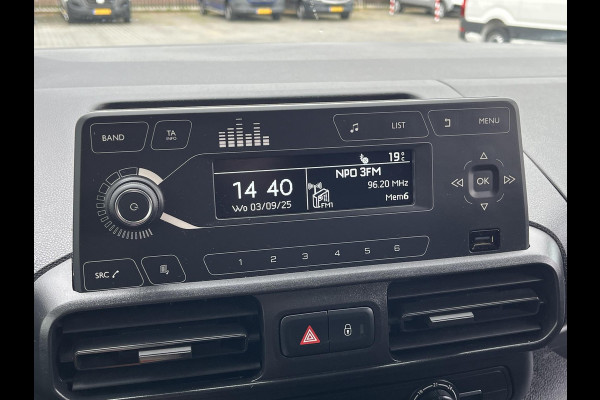 BAND
TA
INFO
LIST
MENU
19°
NPO 3FM
14 40
96.20 MHz
Wo 03/09/25
FM1
Mem6
OK
1 2 3 4 5 6
SRC